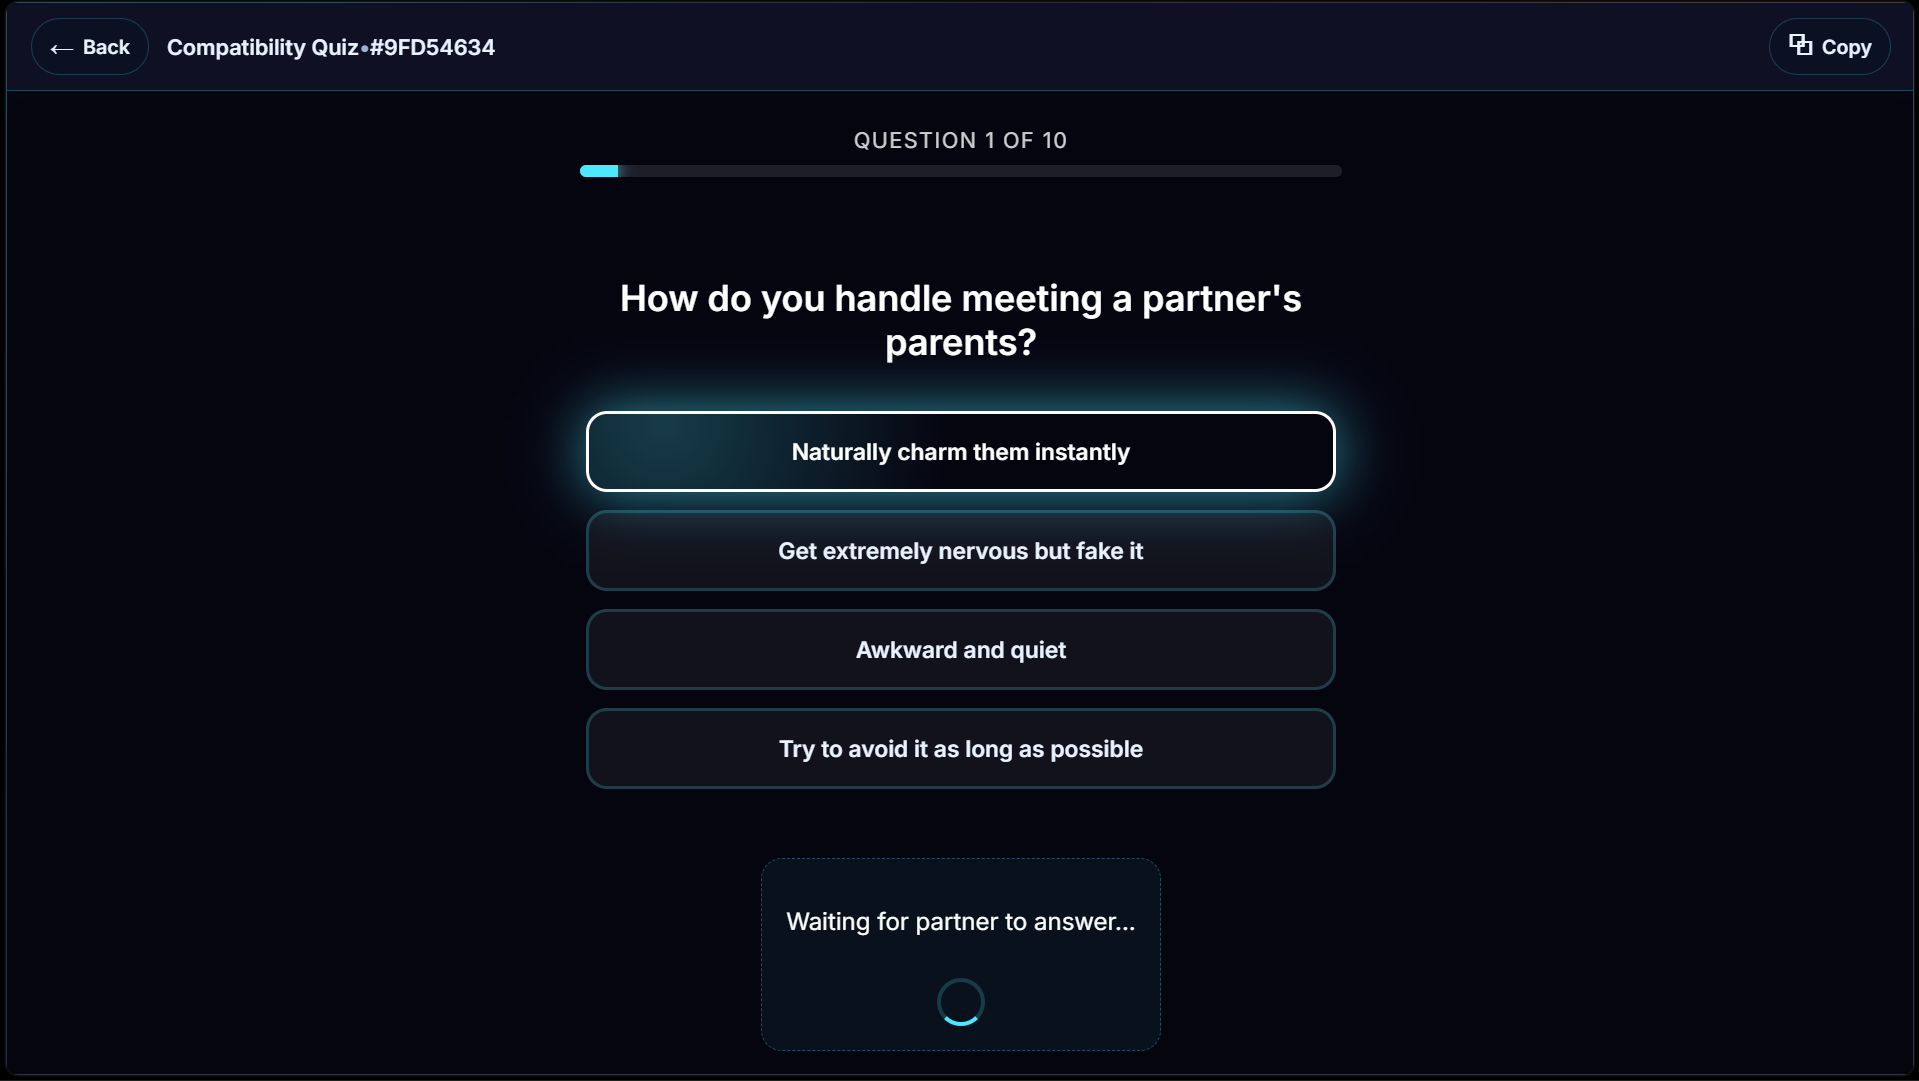 ← Back
Compatibility Quiz•#9FD54634
Copy
QUESTION 1 OF 10
How do you handle meeting a partner's
parents?
Naturally charm them instantly
Get extremely nervous but fake it
Awkward and quiet
Try to avoid it as long as possible
Waiting for partner to answer...